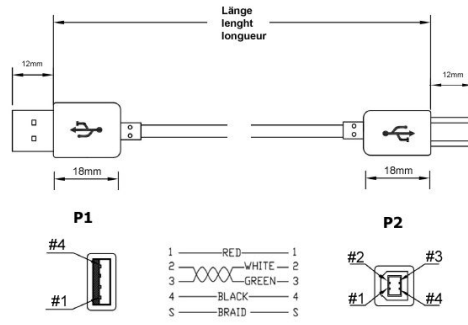 Länge
lenght
longueur
12mm
12mm
18mm
18mm
P1
P2
#4
#1
1 RED 1
2 WHITE 2
3 GREEN 3
4 BLACK 4
S BRAID S
#2 #3
#1 #4